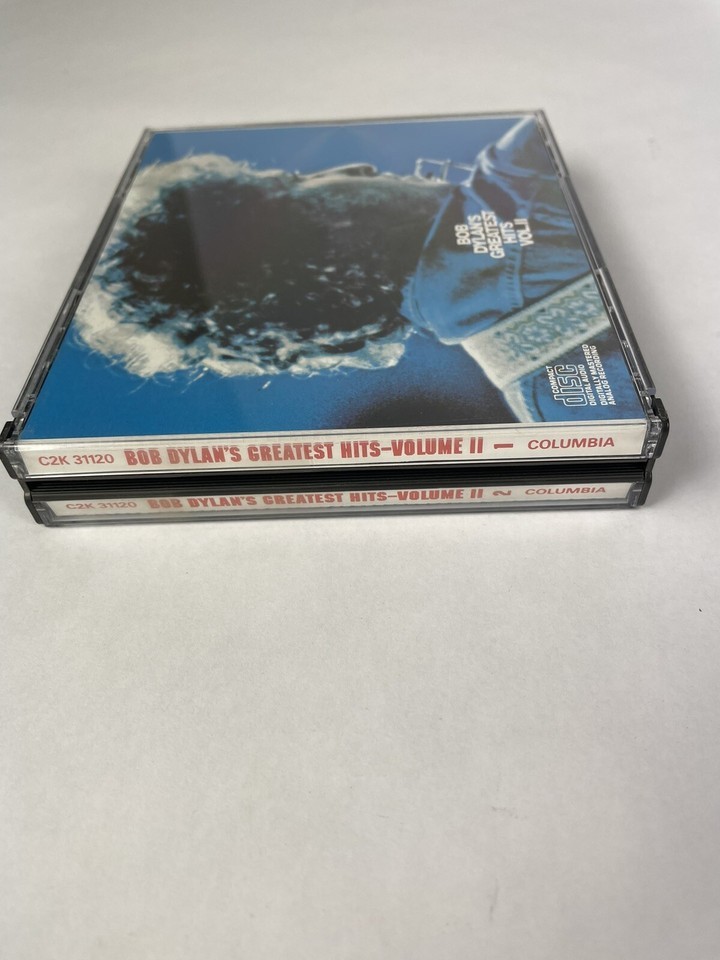 BOB
DYLAN'S
GREATEST
HITS
VOL.II
COMPACT
disc
DIGITAL AUDIO
DIGITALLY MASTERED
ANALOG RECORDING
C2K 31120 BOB DYLAN'S GREATEST HITS–VOLUME II 1 COLUMBIA
C2K 31120 BOB DYLAN'S GREATEST HITS–VOLUME II 2 COLUMBIA